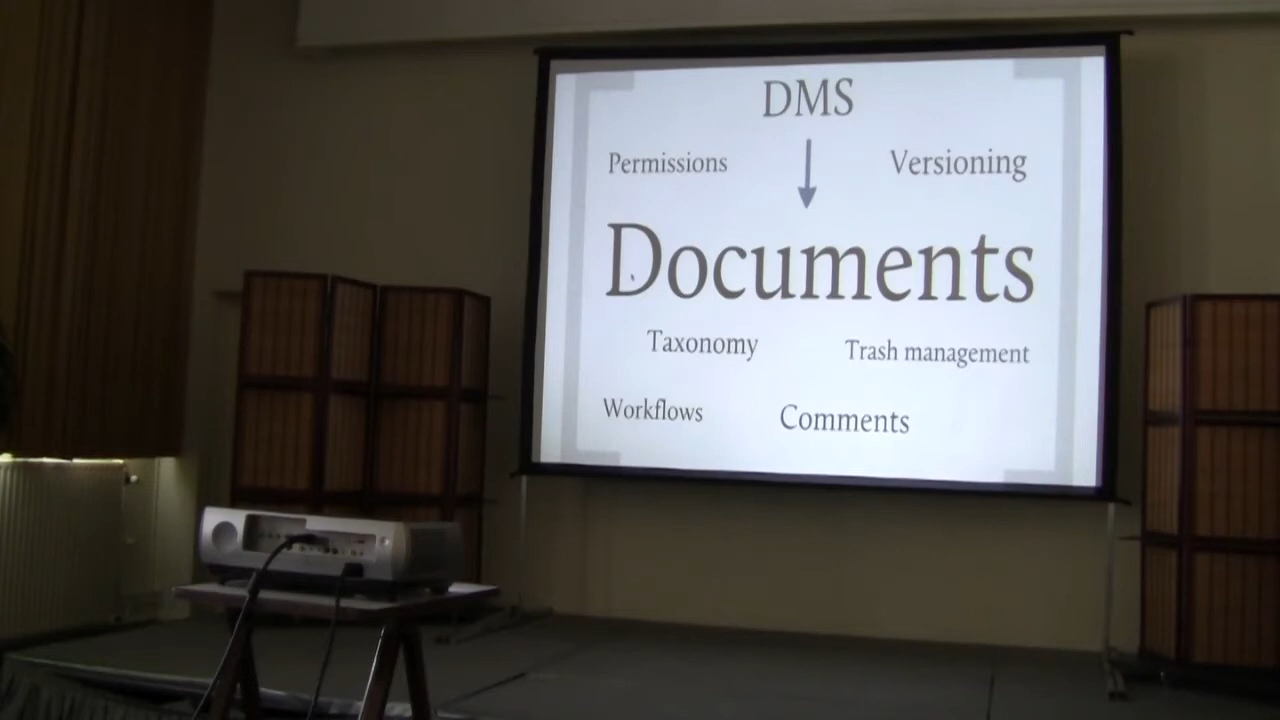 DMS
Permissions
Versioning
Documents
Taxonomy
Trash management
Workflows
Comments